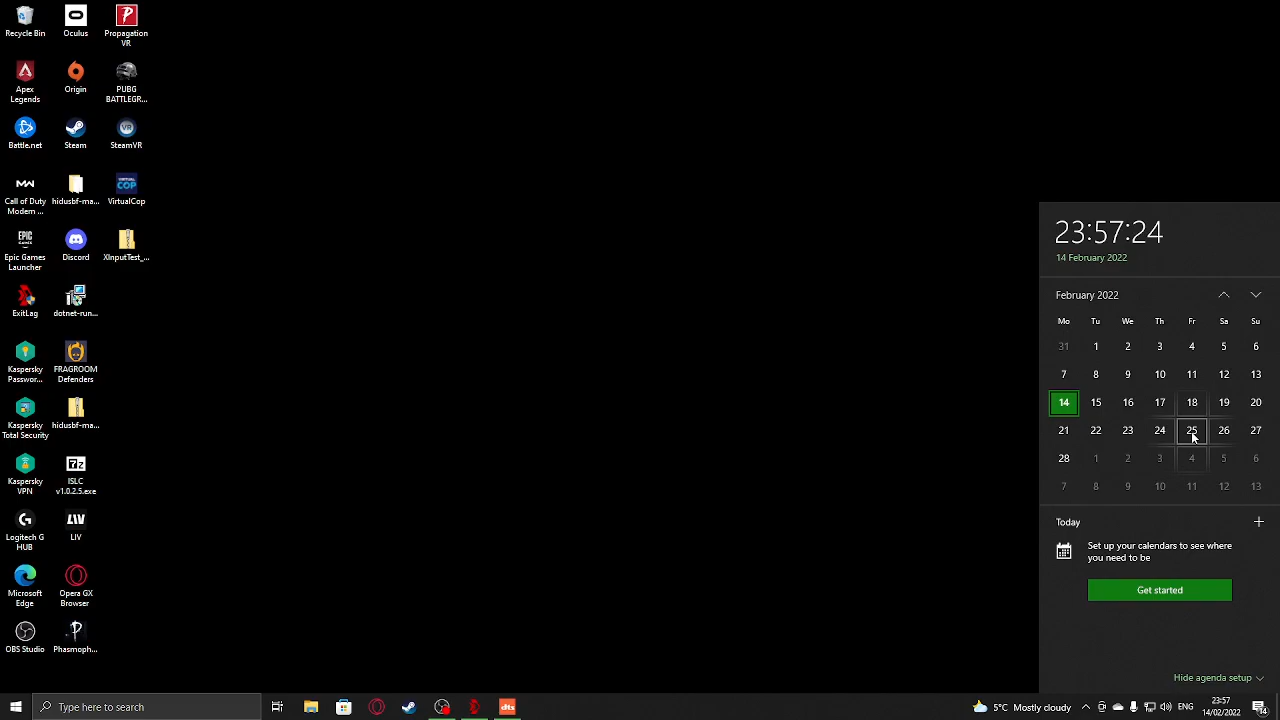 Recycle Bin
Oculus
Propagation
VR
Apex
Legends
Origin
PUBG
BATTLEGR...
Battle.net
Steam
SteamVR
Call of Duty
Modern ...
hidusbf-ma...
VIRTUAL
COP
VirtualCop
EPIC
GAMES
Epic Games
Launcher
Discord
XInputTest_...
ExitLag
dotnet-run...
Kaspersky
Passwor...
FRAGROOM
Defenders
Kaspersky
Total Security
hidusbf-ma...
Kaspersky
VPN
7z
ISLC
v1.0.2.5.exe
Logitech G
HUB
LIV
LIV
Microsoft
Edge
Opera GX
Browser
OBS Studio
Phasmoph...
23:57:24
14 February 2022
February 2022
Mo Tu We Th Fr Sa Su
31 1 2 3 4 5 6
7 8 9 10 11 12 13
14 15 16 17 18 19 20
21 22 23 24 25 26 27
28 1 2 3 4 5 6
7 8 9 10 11 12 13
Today
Set up your calendars to see where
you need to be
Get started
Hide agenda setup
Type here to search
dts
5°C Mostly cloudy
ENG
23:57
14/02/2022